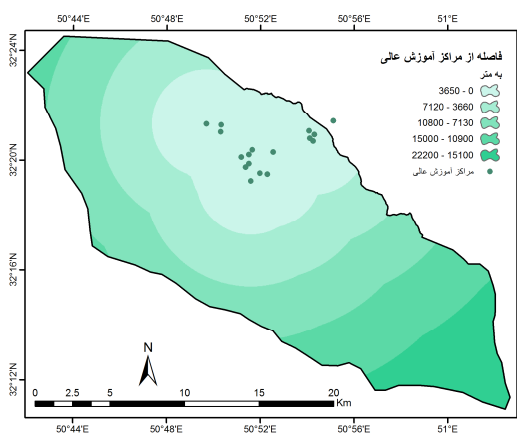 50°44'E 50°48'E 50°52'E 50°56'E 51°E
32°24'N
32°20'N
32°16'N
32°12'N
فاصله از مراکز آموزش عالی
به متر
3650 - 0
7120 - 3660
10800 - 7130
15000 - 10900
22200 - 15100
مراکز آموزش عالی
N
0 2.5 5 10 15 20
Km
50°44'E 50°48'E 50°52'E 50°56'E 51°E